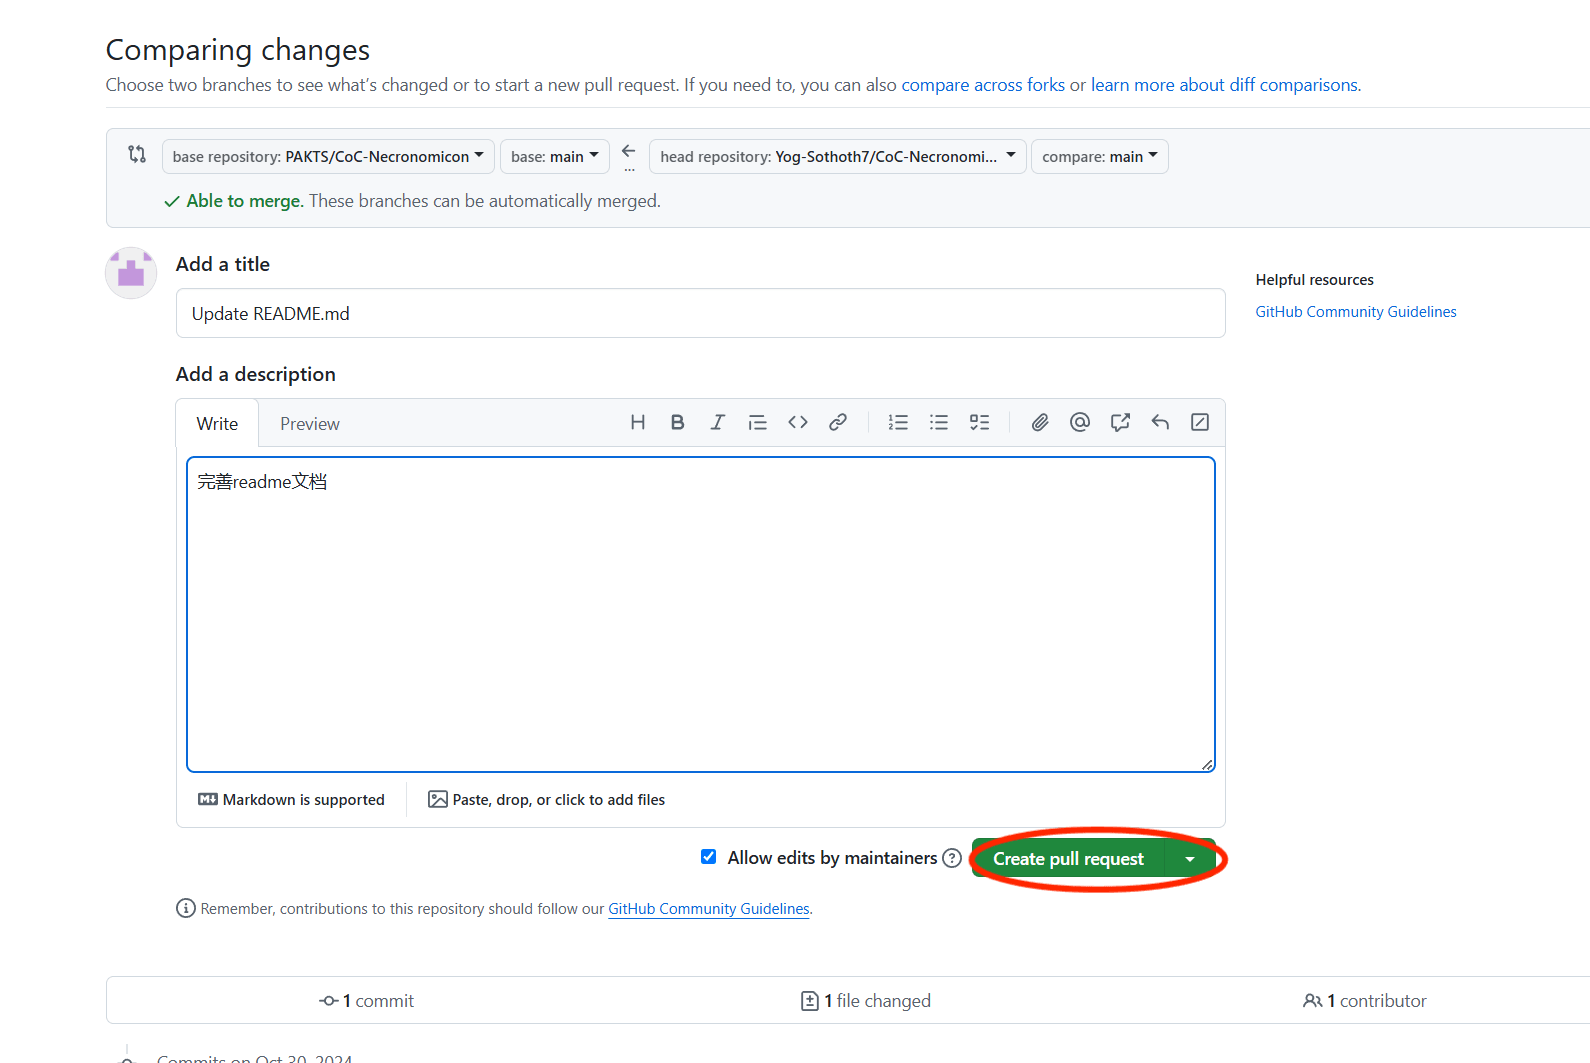 Comparing changes
Choose two branches to see what's changed or to start a new pull request. If you need to, you can also compare across forks or learn more about diff comparisons.
base repository: PAKTS/CoC-Necronomicon base: main ... head repository: Yog-Sothoth7/CoC-Necronomi... compare: main
Able to merge. These branches can be automatically merged.
Add a title
Helpful resources
Update README.md
GitHub Community Guidelines
Add a description
Write Preview
完善readme文档
Markdown is supported Paste, drop, or click to add files
Allow edits by maintainers Create pull request
Remember, contributions to this repository should follow our GitHub Community Guidelines.
1 commit 1 file changed 1 contributor
Commits on Oct 30, 2024